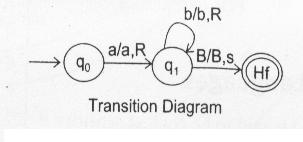 b/b,R
a/a,R
B/B,s
q₀
q₁
Hf
Transition Diagram